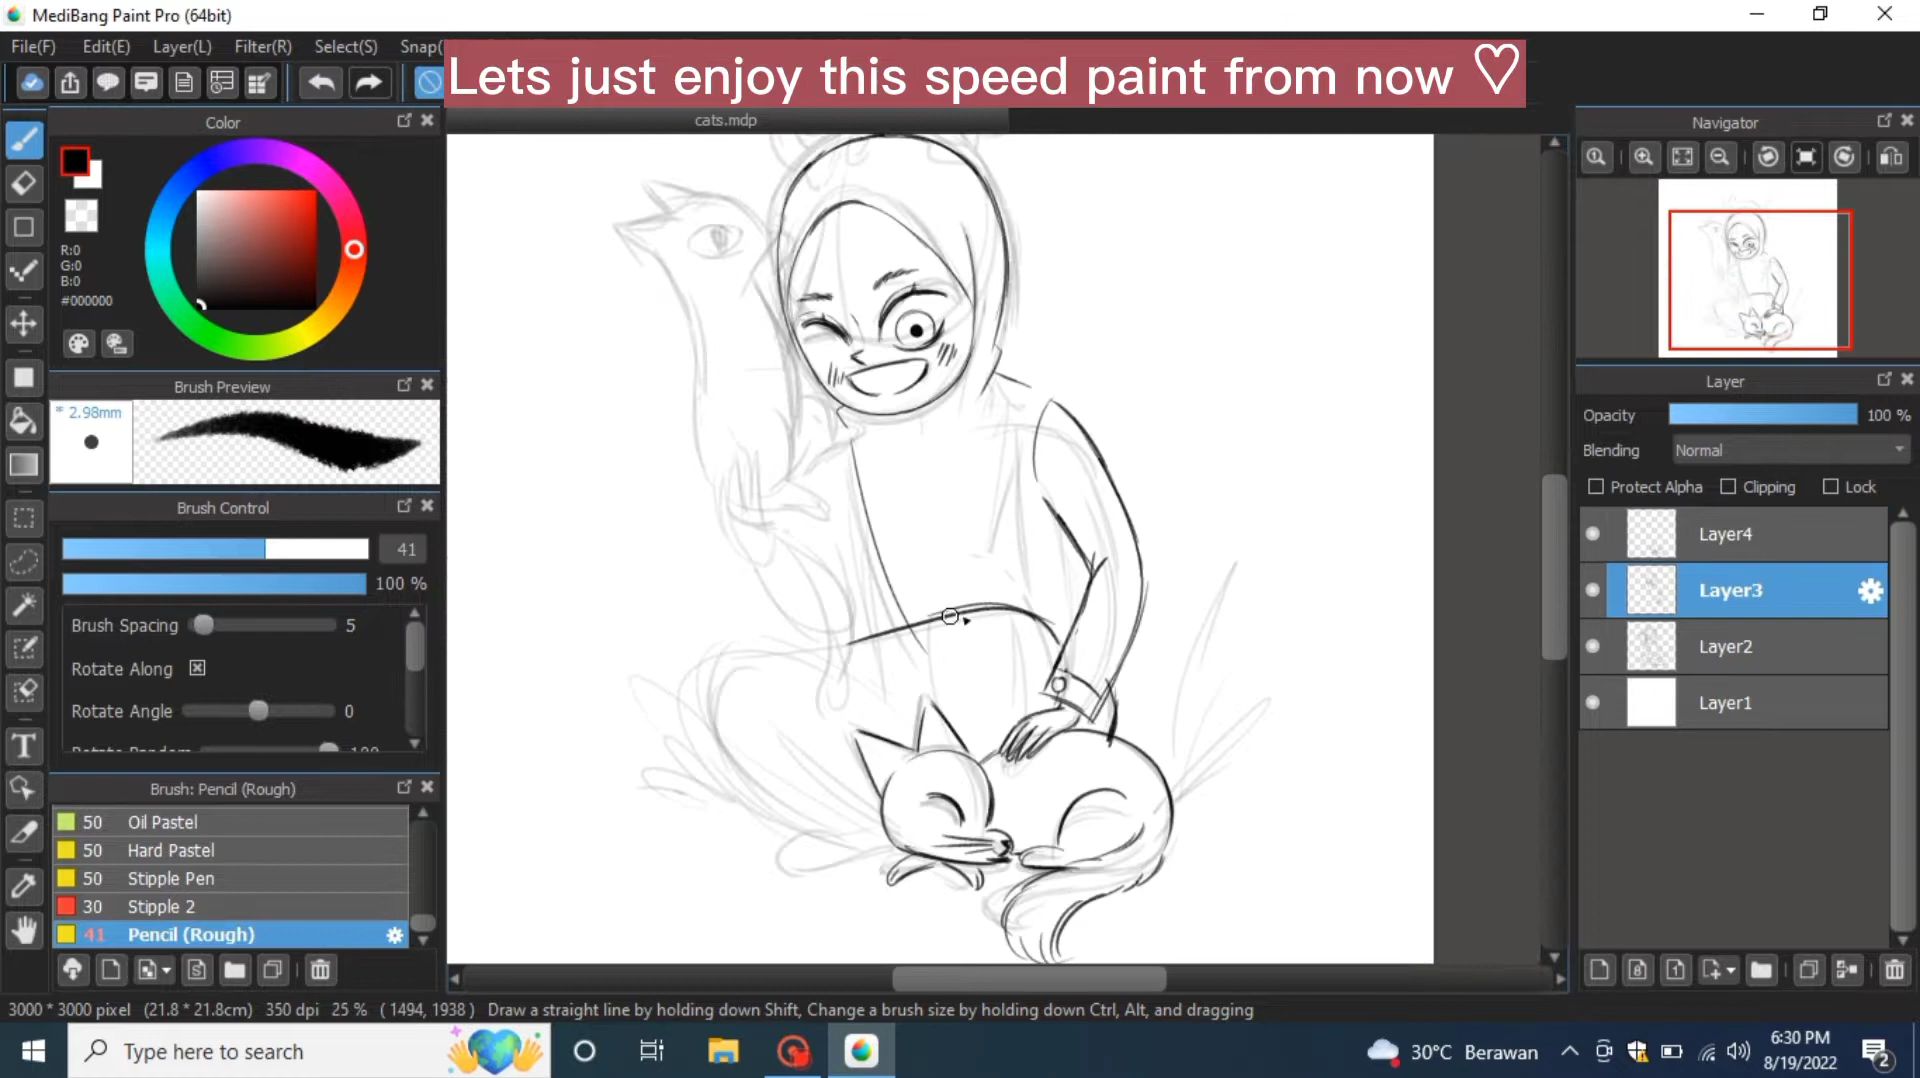 MediBang Paint Pro (64bit)
File(F) Edit(E) Layer(L) Filter(R) Select(S) Snap(
Lets just enjoy this speed paint from now ♡
cats.mdp
Color
R:0
G:0
B:0
#000000
Brush Preview
* 2.98mm
Brush Control
41
100 %
Brush Spacing 5
Rotate Along
Rotate Angle 0
Rotate Random 100
Brush: Pencil (Rough)
50 Oil Pastel
50 Hard Pastel
50 Stipple Pen
30 Stipple 2
41 Pencil (Rough)
Navigator
Layer
Opacity 100 %
Blending Normal
Protect Alpha Clipping Lock
Layer4
Layer3
Layer2
Layer1
3000 * 3000 pixel (21.8 * 21.8cm) 350 dpi 25 % ( 1494, 1938 ) Draw a straight line by holding down Shift, Change a brush size by holding down Ctrl, Alt, and dragging
Type here to search
30°C Berawan
6:30 PM
8/19/2022
2